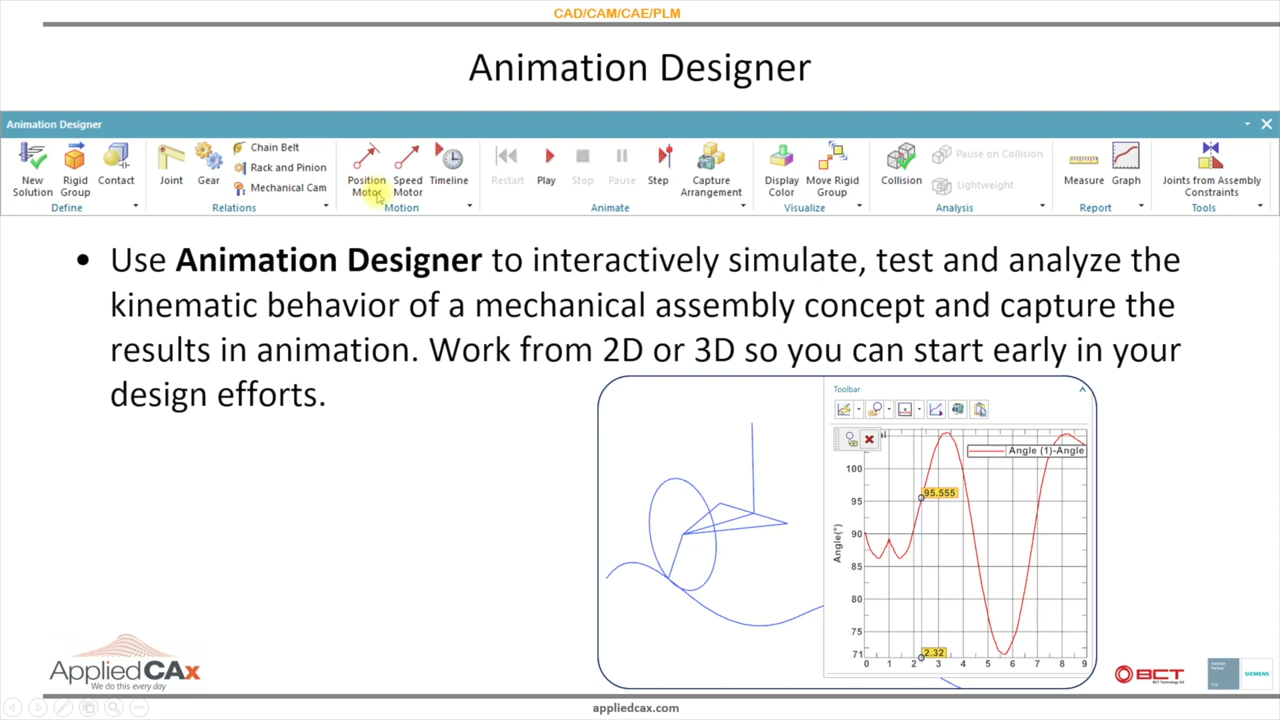 CAD/CAM/CAE/PLM
Animation Designer
Animation Designer
New Solution
Rigid Group
Contact
Joint
Gear
Chain Belt
Rack and Pinion
Mechanical Cam
Position Motor
Speed Motor
Timeline
Restart
Play
Stop
Pause
Step
Capture Arrangement
Display Color
Move Rigid Group
Collision
Pause on Collision
Lightweight
Measure
Graph
Joints from Assembly Constraints
Define
Relations
Motion
Animate
Visualize
Analysis
Report
Tools
• Use Animation Designer to interactively simulate, test and analyze the
kinematic behavior of a mechanical assembly concept and capture the
results in animation. Work from 2D or 3D so you can start early in your
design efforts.
Toolbar
Angle (1)-Angle
100
95.555
95
90
Angle(°)
85
80
75
71
2.32
0 1 2 3 4 5 6 7 8 9
AppliedCAx
We do this every day
BCT
BCT Technology AG
SIEMENS
appliedcax.com